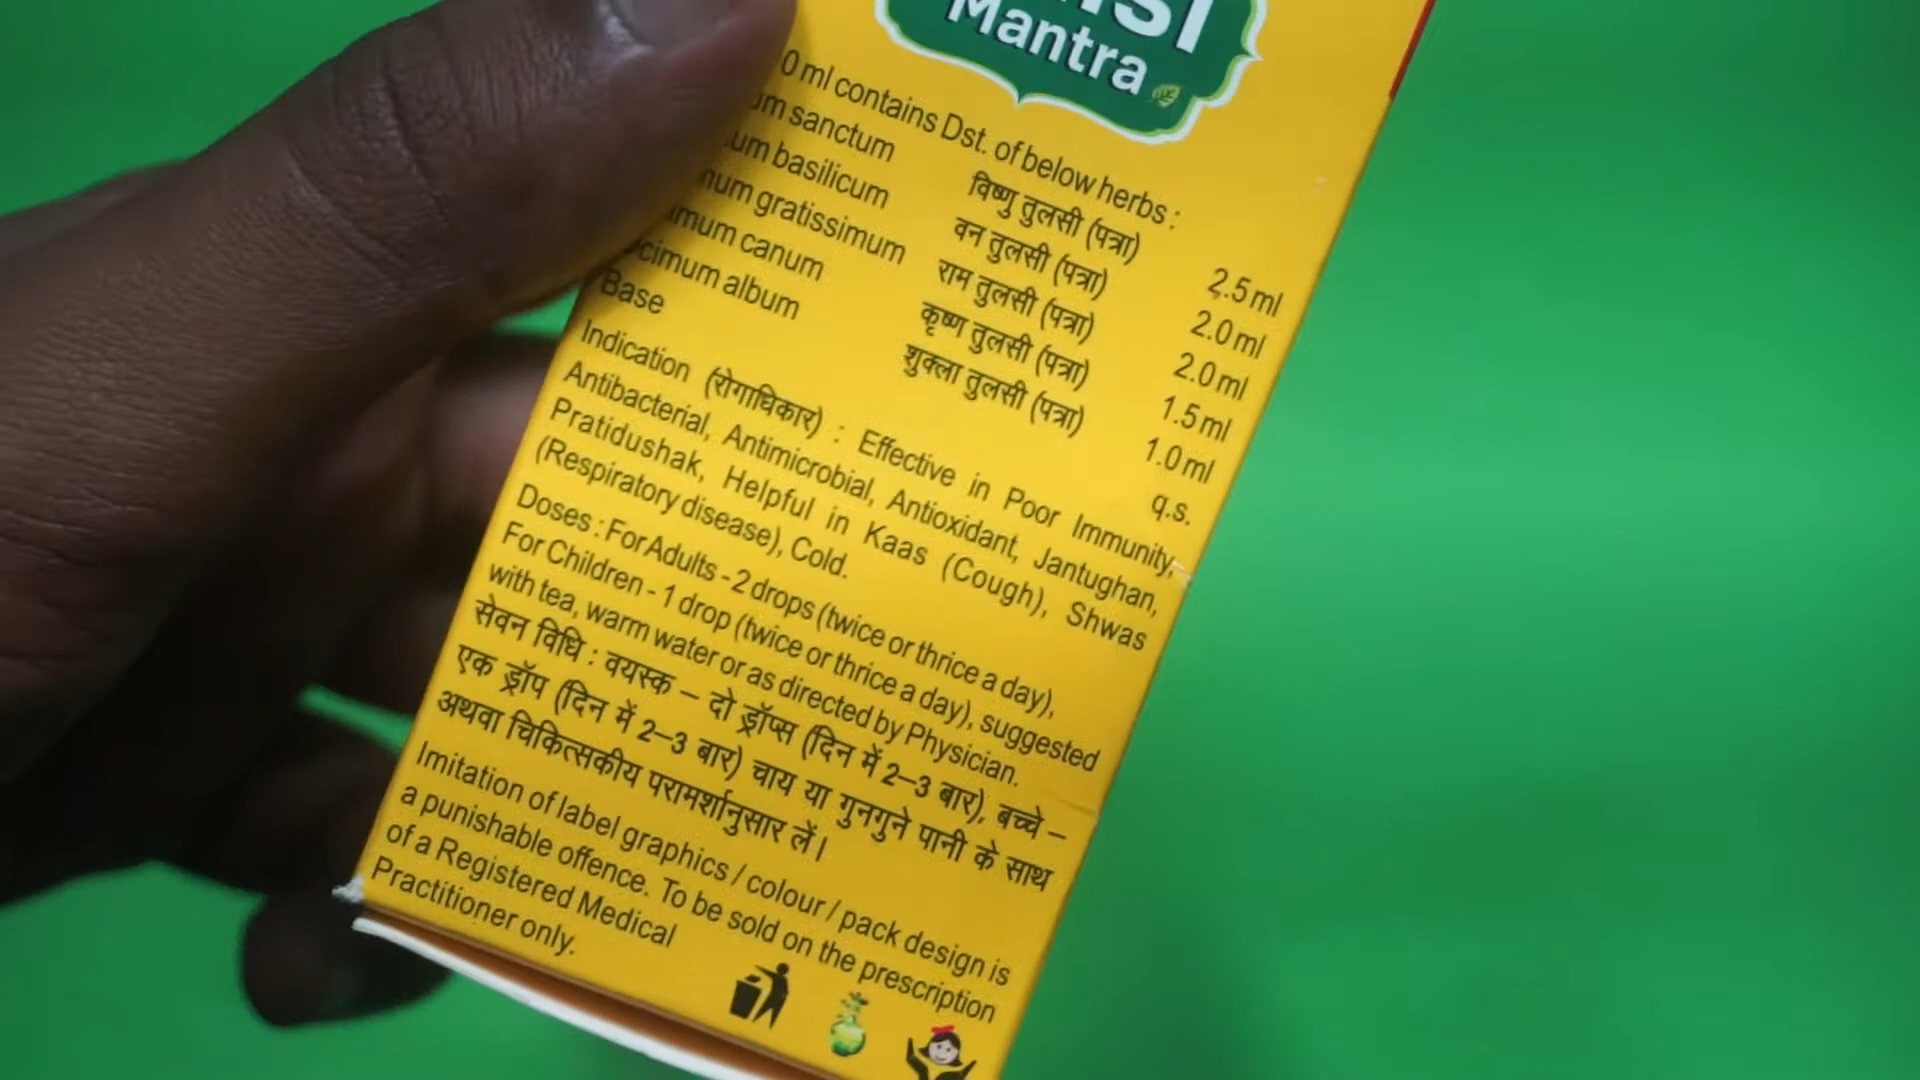 Mantra
0 ml contains Dst. of below herbs :
sanctum विष्णु तुलसी (पत्रा) 2.5 ml
basilicum वन तुलसी (पत्रा) 2.0 ml
gratissimum राम तुलसी (पत्रा) 2.0 ml
canum कृष्ण तुलसी (पत्रा) 1.5 ml
album शुक्ला तुलसी (पत्रा) 1.0 ml
Base q.s.
Indication (रोगाधिकार) : Effective in Poor Immunity,
Antibacterial, Antimicrobial, Antioxidant, Jantughan,
Pratidushak, Helpful in Kaas (Cough), Shwas
(Respiratory disease), Cold.
Doses : For Adults - 2 drops (twice or thrice a day),
For Children - 1 drop (twice or thrice a day), suggested
with tea, warm water or as directed by Physician.
सेवन विधि : वयस्क – दो ड्रॉप्स (दिन में 2–3 बार), बच्चे –
एक ड्रॉप (दिन में 2–3 बार) चाय या गुनगुने पानी के साथ
अथवा चिकित्सकीय परामर्शानुसार लें।
Imitation of label graphics / colour / pack design is
a punishable offence. To be sold on the prescription
of a Registered Medical
Practitioner only.